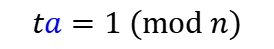 ta = 1 (mod n)